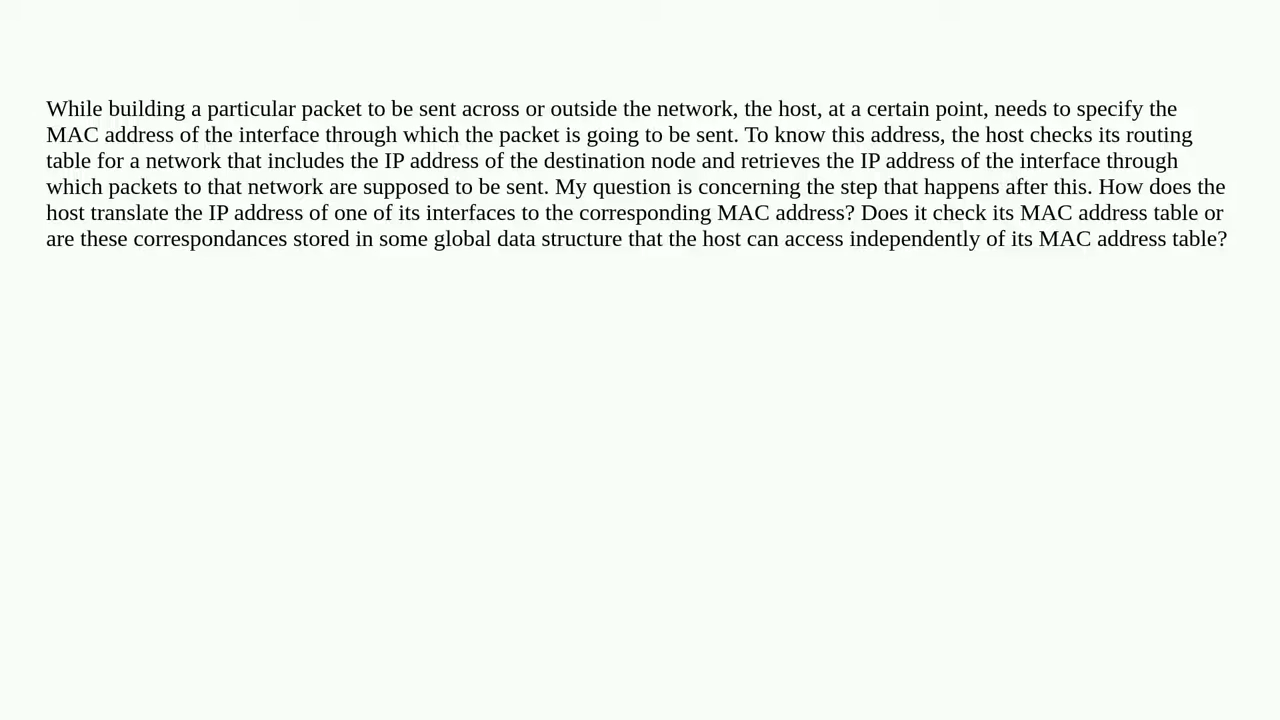 While building a particular packet to be sent across or outside the network, the host, at a certain point, needs to specify the
MAC address of the interface through which the packet is going to be sent. To know this address, the host checks its routing
table for a network that includes the IP address of the destination node and retrieves the IP address of the interface through
which packets to that network are supposed to be sent. My question is concerning the step that happens after this. How does the
host translate the IP address of one of its interfaces to the corresponding MAC address? Does it check its MAC address table or
are these correspondances stored in some global data structure that the host can access independently of its MAC address table?